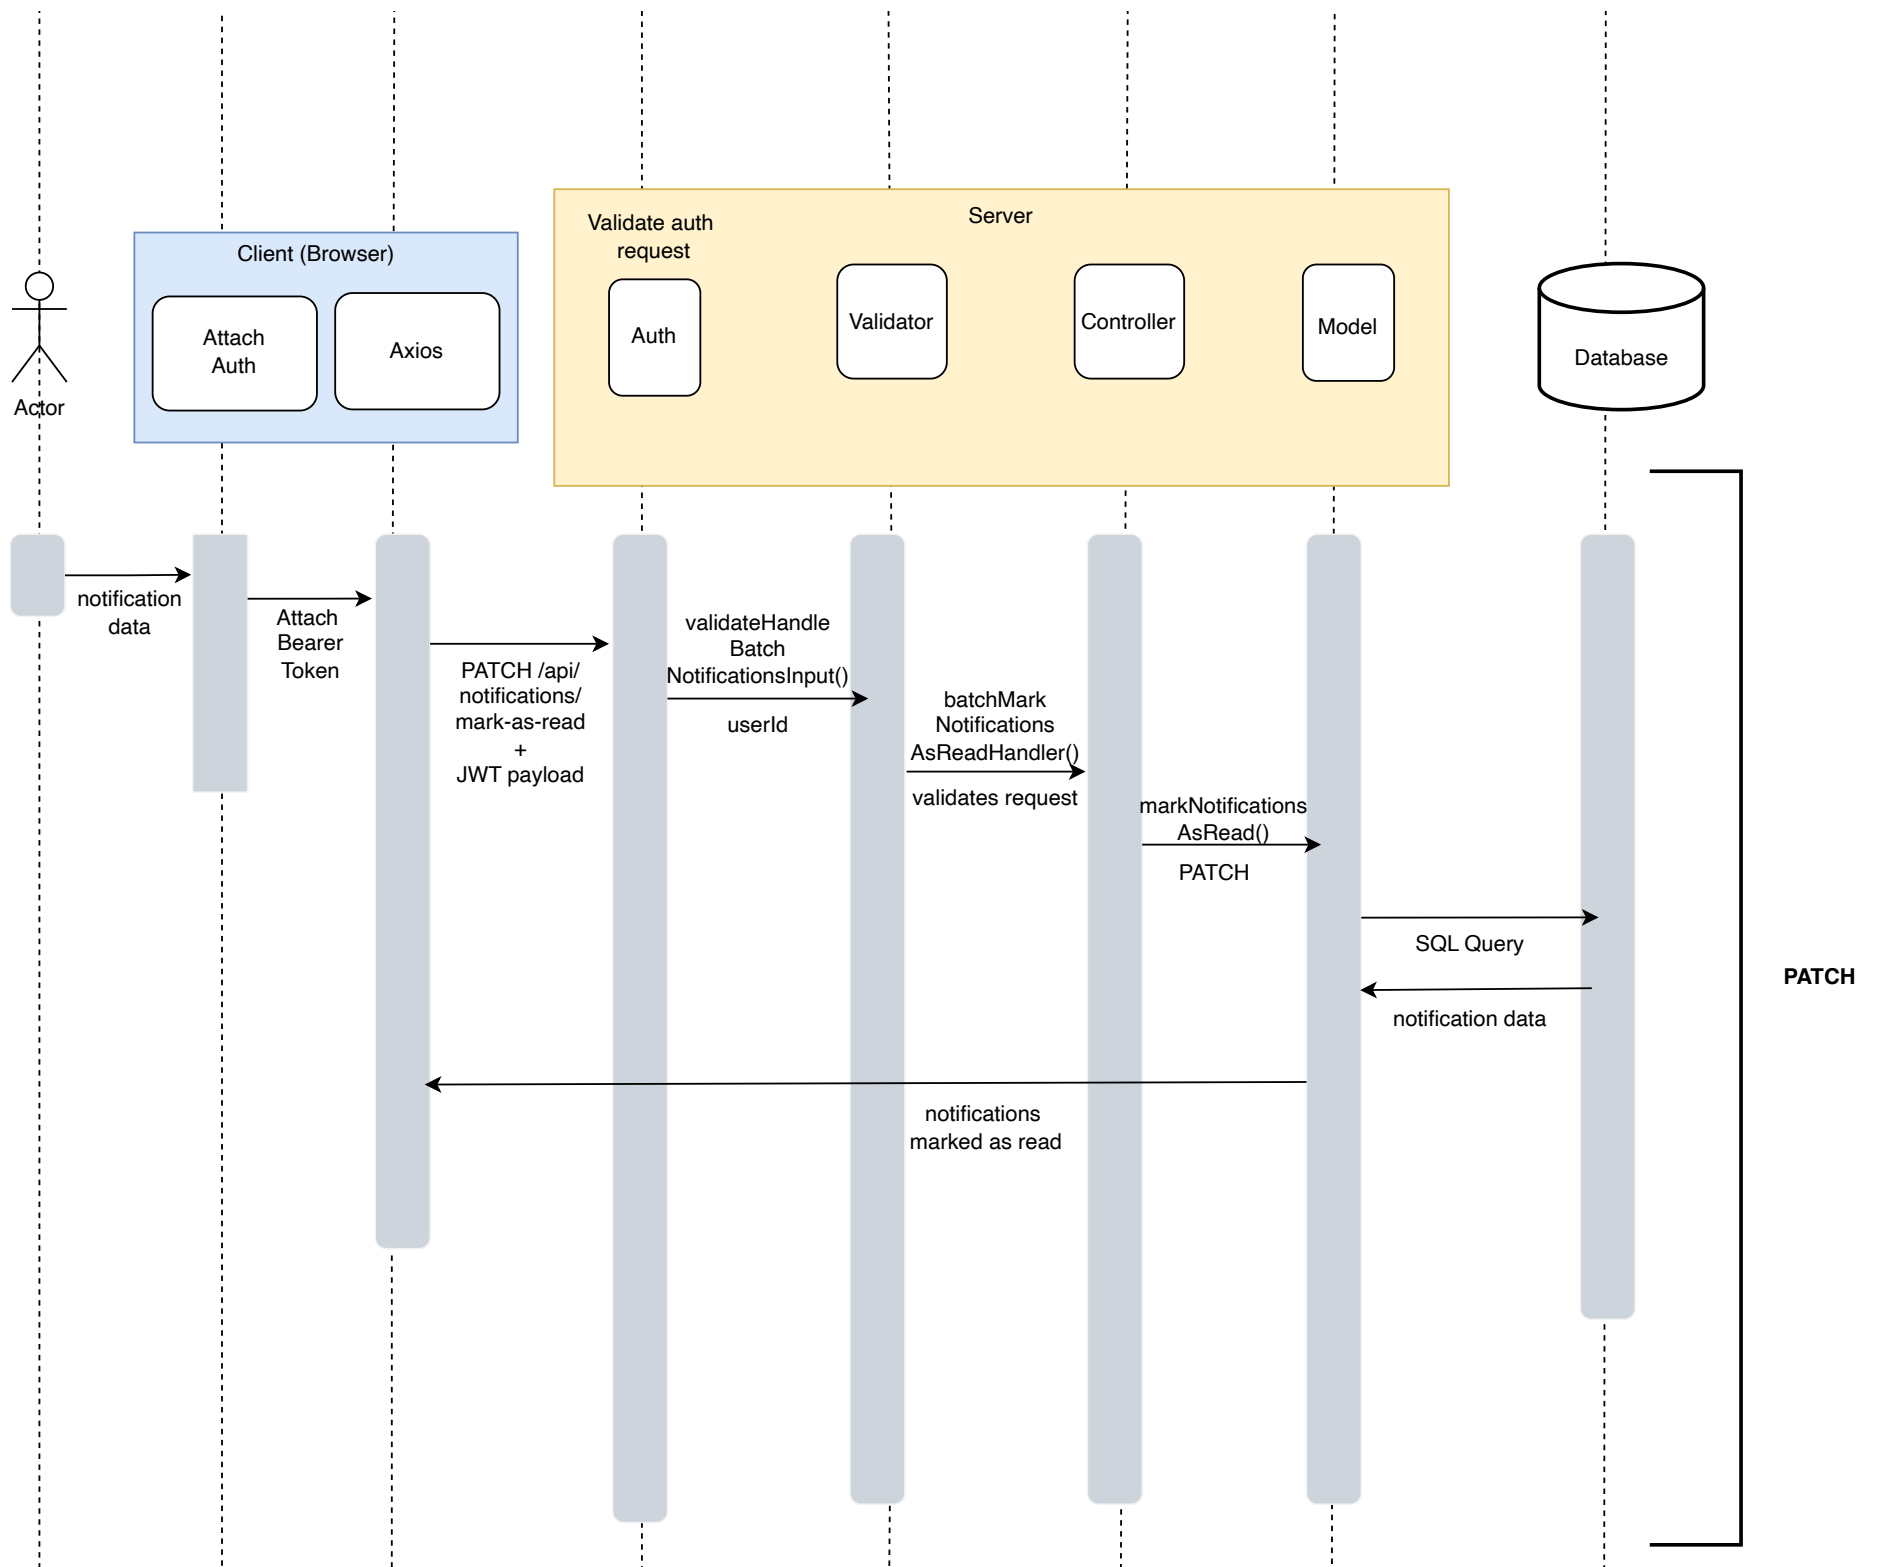 Server
Validate auth
request
Client (Browser)
Attach
Auth
Axios
Auth
Validator
Controller
Model
Database
Actor
notification
data
Attach
Bearer
Token
PATCH /api/
notifications/
mark-as-read
+
JWT payload
validateHandle
Batch
NotificationsInput()
userId
batchMark
Notifications
AsReadHandler()
validates request
markNotifications
AsRead()
PATCH
SQL Query
notification data
PATCH
notifications
marked as read